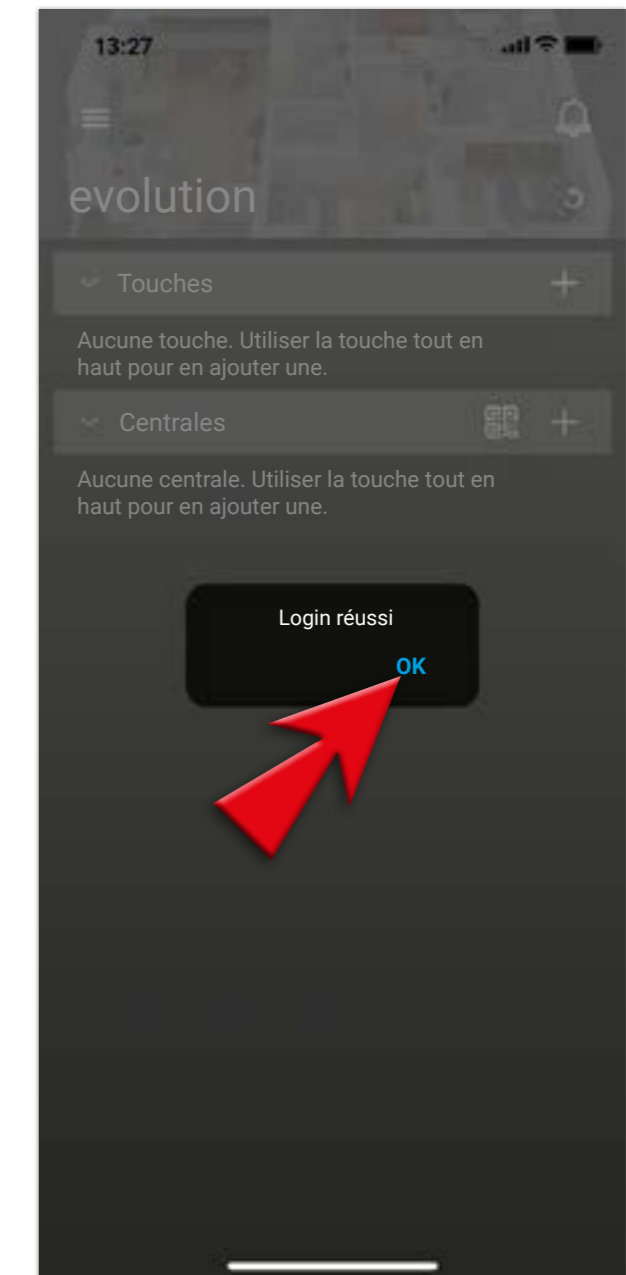 13:27
evolution
Touches
Aucune touche. Utiliser la touche tout en
haut pour en ajouter une.
Centrales
Aucune centrale. Utiliser la touche tout en
haut pour en ajouter une.
Login réussi
OK